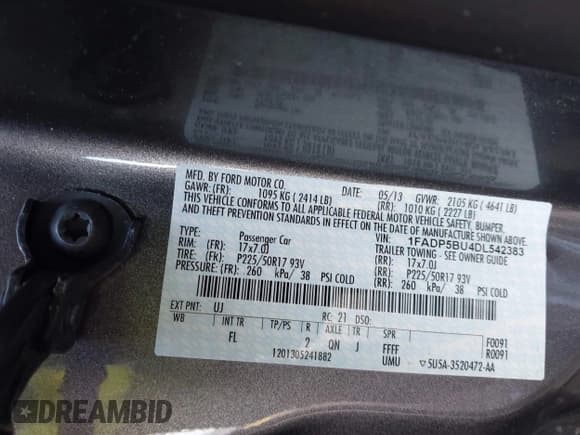 MFD. BY FORD MOTOR CO.
DATE: 05/13 GVWR: 2105 KG ( 4641 LB)
GAWR: (FR): 1095 KG ( 2414 LB) (RR): 1010 KG ( 2227 LB)
THIS VEHICLE CONFORMS TO ALL APPLICABLE FEDERAL MOTOR VEHICLE SAFETY, BUMPER,
AND THEFT PREVENTION STANDARDS IN EFFECT ON THE DATE OF MANUFACTURE SHOWN ABOVE.
VIN: 1FADP5BU4DL542383
TYPE: Passenger Car TRAILER TOWING - SEE OWNER GUIDE
RIM: (FR): 17x7.0J (RR): 17x7.0J
TIRE: (FR): P225/50R17 93V (RR): P225/50R17 93V
PRESSURE: (FR): 260 kPa/ 38 PSI COLD (RR): 260 kPa/ 38 PSI COLD
EXT PNT: UJ RC: 21 DSO:
WB INT TR TP/PS R AXLE TR SPR F0091
FL 2 QN J FFFF R0091
1201305241882 UMU ▽5U5A-3520472-AA
DREAMBID